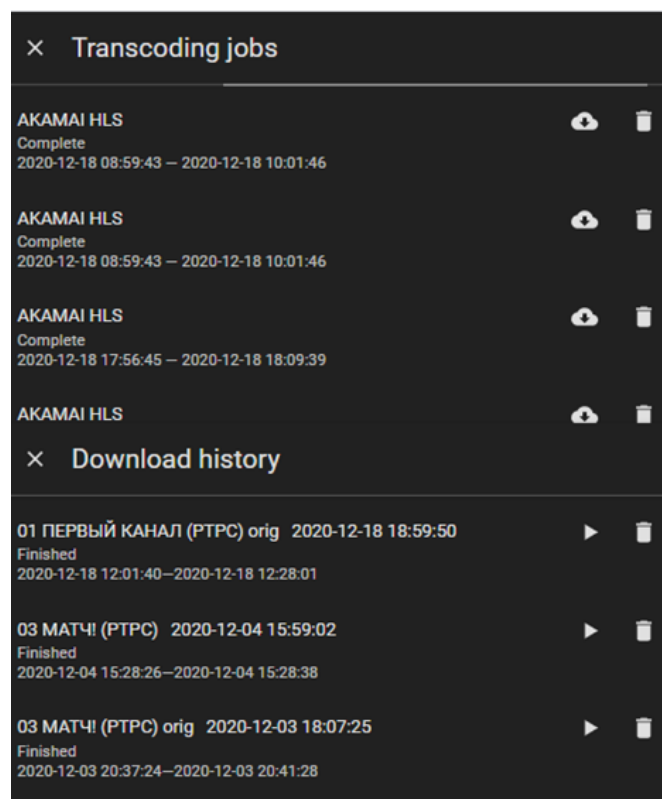 Transcoding jobs
AKAMAI HLS
Complete
2020-12-18 08:59:43 — 2020-12-18 10:01:46
AKAMAI HLS
Complete
2020-12-18 08:59:43 — 2020-12-18 10:01:46
AKAMAI HLS
Complete
2020-12-18 17:56:45 — 2020-12-18 18:09:39
AKAMAI HLS
Download history
01 ПЕРВЫЙ КАНАЛ (РТРС) orig 2020-12-18 18:59:50
Finished
2020-12-18 12:01:40—2020-12-18 12:28:01
03 МАТЧ! (РТРС) 2020-12-04 15:59:02
Finished
2020-12-04 15:28:26—2020-12-04 15:28:38
03 МАТЧ! (РТРС) orig 2020-12-03 18:07:25
Finished
2020-12-03 20:37:24—2020-12-03 20:41:28